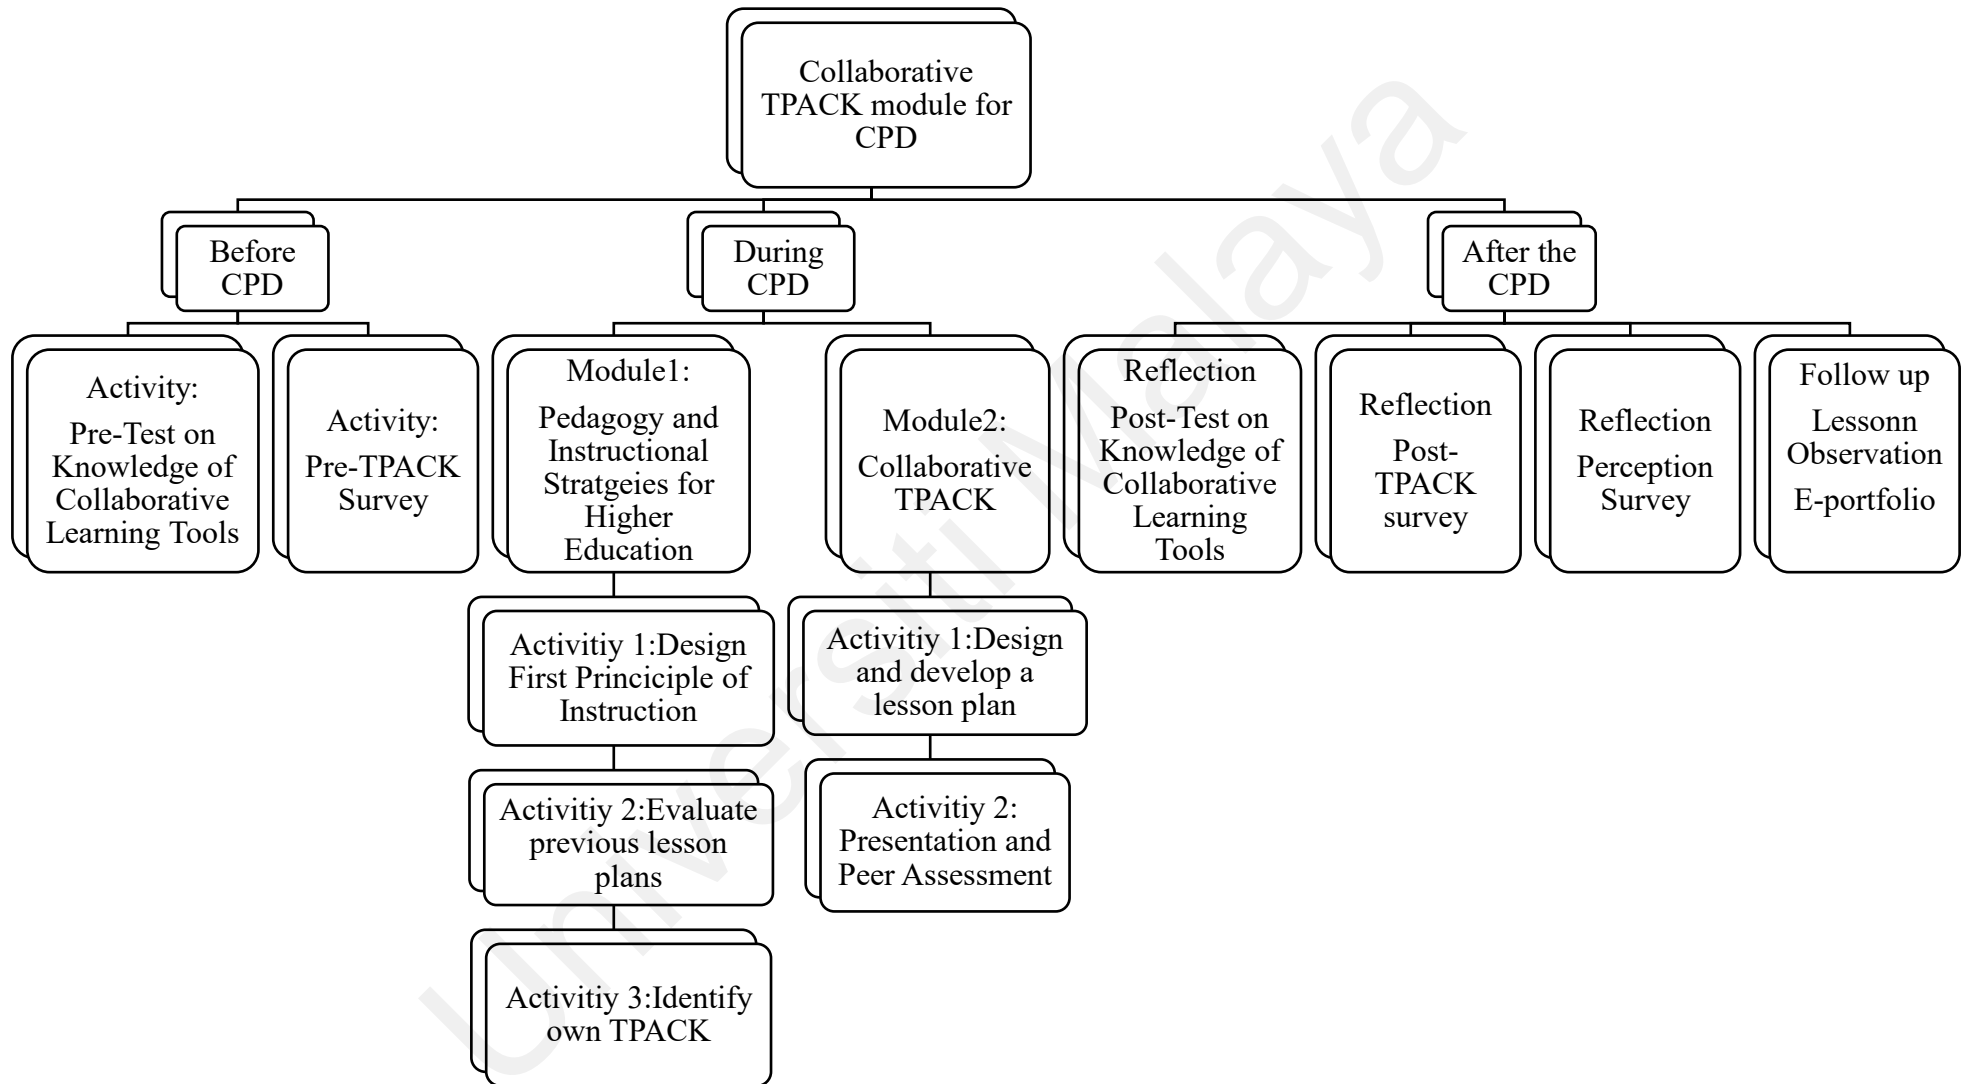 Collaborative
TPACK module for
CPD
Before
CPD
During
CPD
After the
CPD
Activity:
Pre-Test on
Knowledge of
Collaborative
Learning Tools
Activity:
Pre-TPACK
Survey
Module1:
Pedagogy and
Instructional
Stratgeies for
Higher
Education
Module2:
Collaborative
TPACK
Reflection
Post-Test on
Knowledge of
Collaborative
Learning
Tools
Reflection
Post-
TPACK
survey
Reflection
Perception
Survey
Follow up
Lessonn
Observation
E-portfolio
Activitiy 1:Design
First Princiciple of
Instruction
Activitiy 2:Evaluate
previous lesson
plans
Activitiy 3:Identify
own TPACK
Activitiy 1:Design
and develop a
lesson plan
Activitiy 2:
Presentation and
Peer Assessment
Universiti Malaya